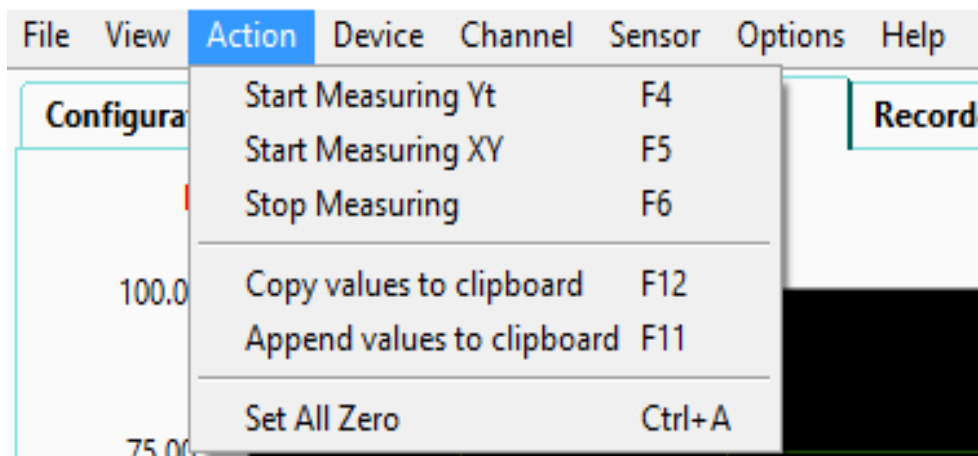 File View Action Device Channel Sensor Options Help
Configura Record
Start Measuring Yt F4
Start Measuring XY F5
Stop Measuring F6
100.0 Copy values to clipboard F12
Append values to clipboard F11
Set All Zero Ctrl+A
75.00